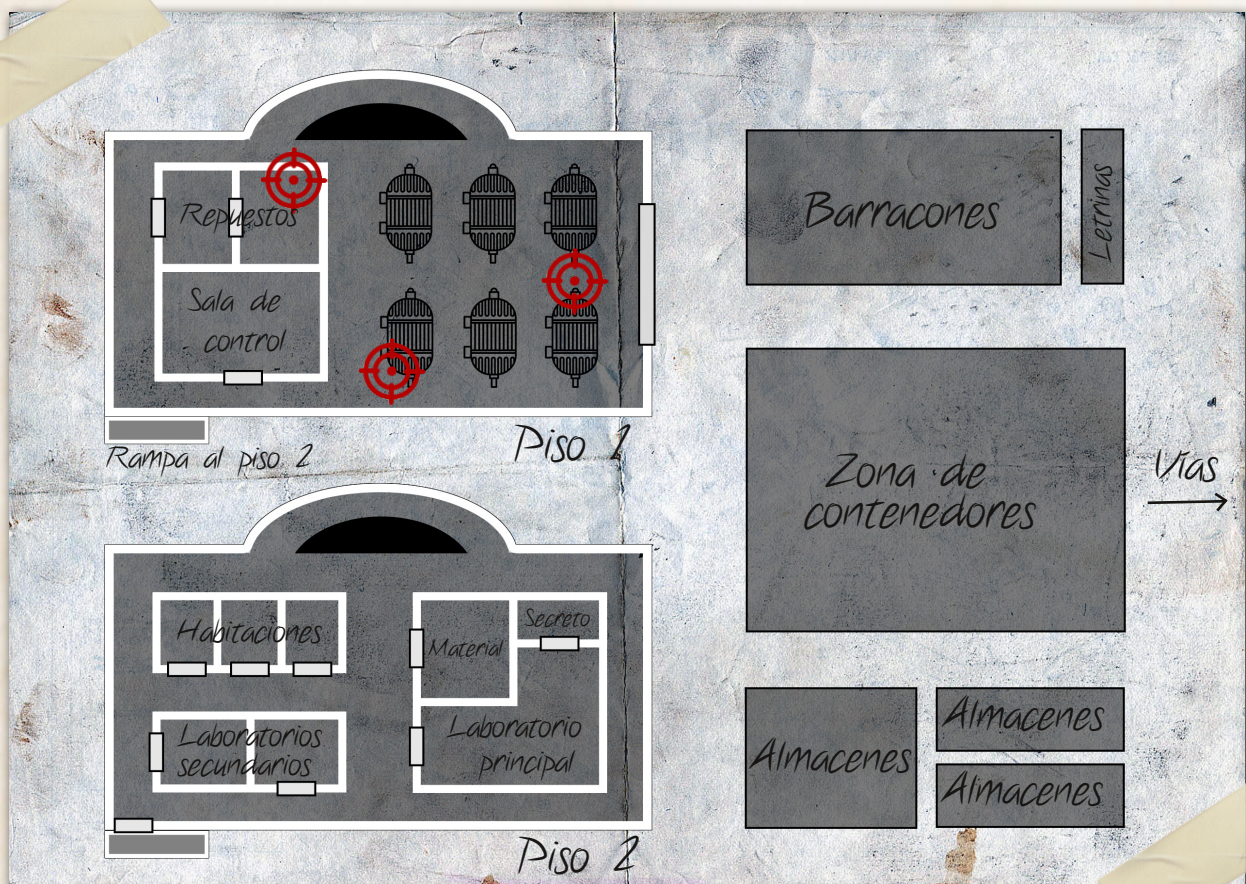 Repuestos
Sala de
control
Rampa al piso 2
Piso 1
Habitaciones
Laboratorios
secundarios
Material
Secreto
Laboratorio
principal
Piso 2
Barracones
Letrinas
Zona de
contenedores
Vías
Almacenes
Almacenes
Almacenes